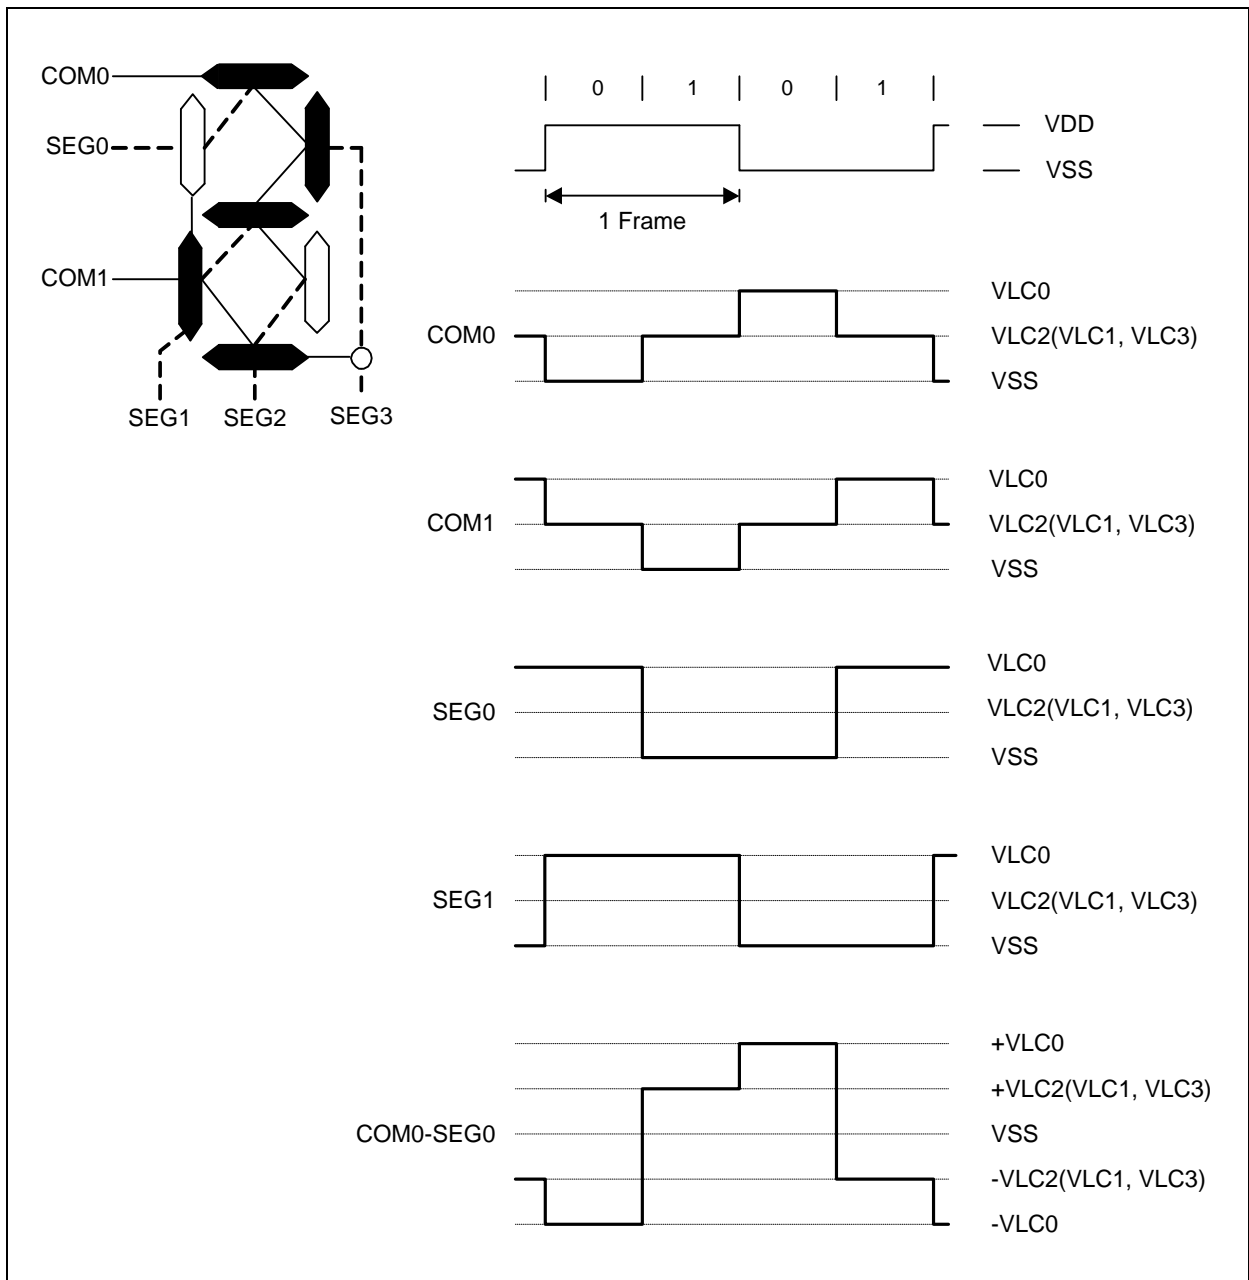 COM0
SEG0
COM1
SEG1 SEG2 SEG3
0 1 0 1
VDD
VSS
1 Frame
COM0
VLC0
VLC2(VLC1, VLC3)
VSS
COM1
VLC0
VLC2(VLC1, VLC3)
VSS
SEG0
VLC0
VLC2(VLC1, VLC3)
VSS
SEG1
VLC0
VLC2(VLC1, VLC3)
VSS
COM0-SEG0
+VLC0
+VLC2(VLC1, VLC3)
VSS
-VLC2(VLC1, VLC3)
-VLC0